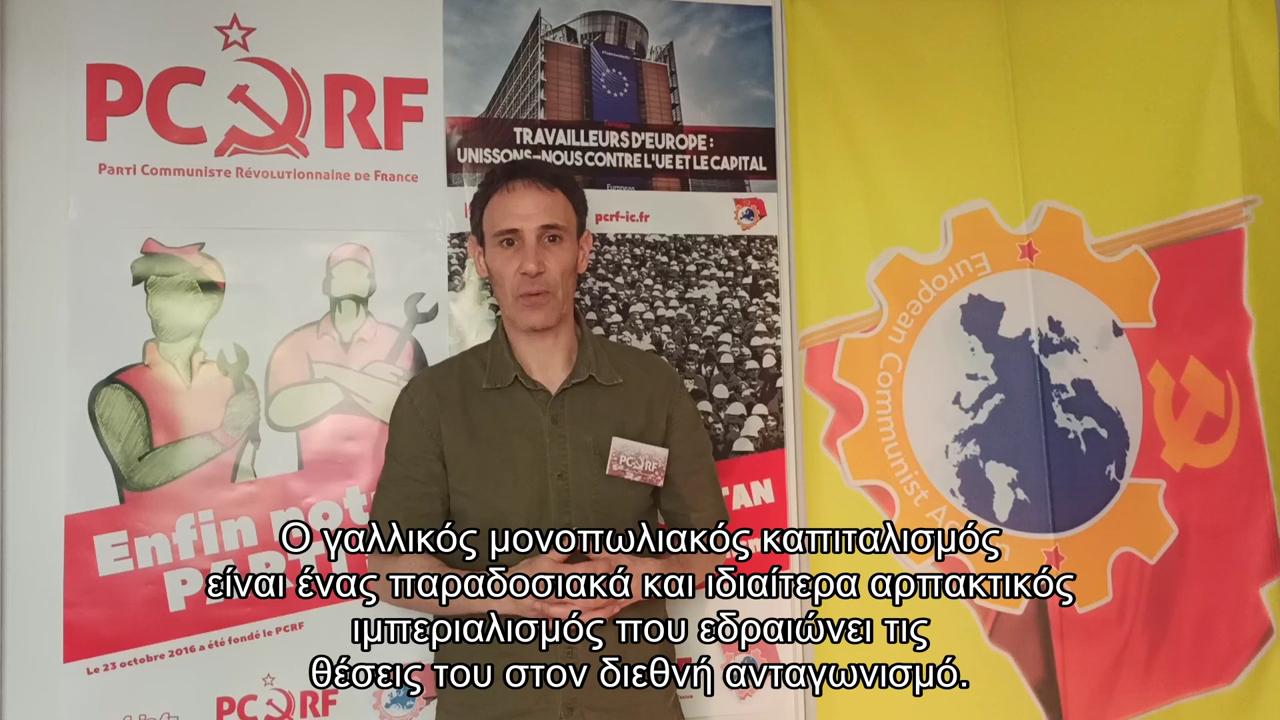 PCRF
PARTI COMMUNISTE RÉVOLUTIONNAIRE DE FRANCE
TRAVAILLEURS D'EUROPE :
UNISSONS-NOUS CONTRE L'UE ET LE CAPITAL
pcrf-ic.fr
European Communist
PCRF
Enfin
Ο γαλλικός μονοπωλιακός καπιταλισμός
είναι ένας παραδοσιακά και ιδιαίτερα αρπακτικός
ιμπεριαλισμός που εδραιώνει τις
θέσεις του στον διεθνή ανταγωνισμό.
Le 23 octobre 2016 a été fondé le PCRF
PCRF